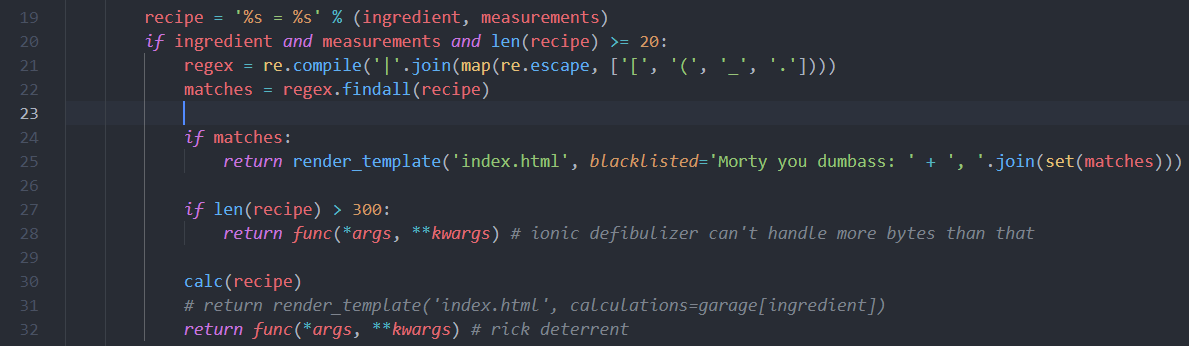 19 recipe = '%s = %s' % (ingredient, measurements)
20 if ingredient and measurements and len(recipe) >= 20:
21 regex = re.compile('|'.join(map(re.escape, ['[', '(', '_', '.'])))
22 matches = regex.findall(recipe)
23
24 if matches:
25 return render_template('index.html', blacklisted='Morty you dumbass: ' + ', '.join(set(matches)))
26
27 if len(recipe) > 300:
28 return func(*args, **kwargs) # ionic defibulizer can't handle more bytes than that
29
30 calc(recipe)
31 # return render_template('index.html', calculations=garage[ingredient])
32 return func(*args, **kwargs) # rick deterrent